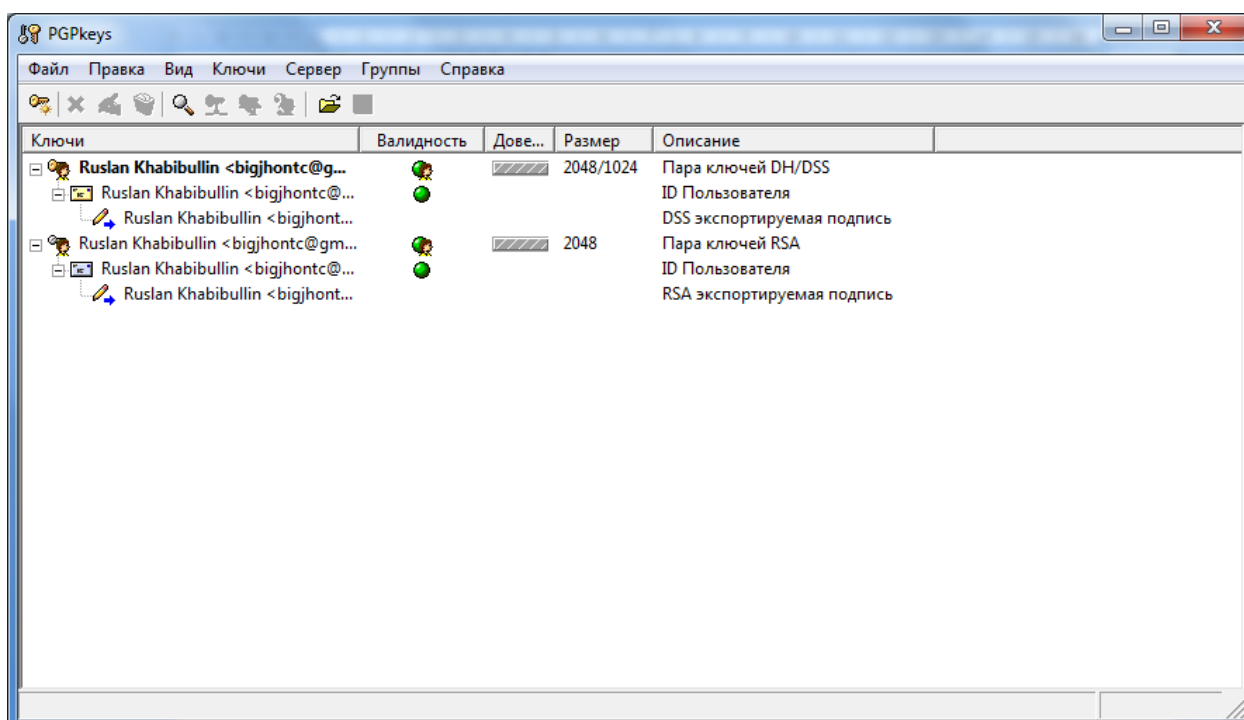 PGPkeys
Файл Правка Вид Ключи Сервер Группы Справка
Ключи Валидность Дове... Размер Описание
Ruslan Khabibullin <bigjhontc@g... 2048/1024 Пара ключей DH/DSS
Ruslan Khabibullin <bigjhontc@... ID Пользователя
Ruslan Khabibullin <bigjhont... DSS экспортируемая подпись
Ruslan Khabibullin <bigjhontc@gm... 2048 Пара ключей RSA
Ruslan Khabibullin <bigjhontc@... ID Пользователя
Ruslan Khabibullin <bigjhont... RSA экспортируемая подпись